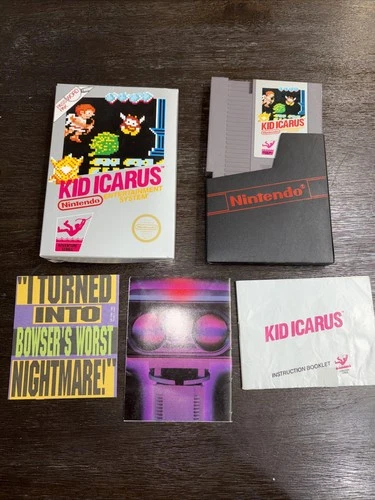 KID ICARUS
Nintendo
ENTERTAINMENT
SYSTEM
KID ICARUS
Nintendo
"I TURNED
INTO
BOWSER'S WORST
NIGHTMARE!"
KID ICARUS
INSTRUCTION BOOKLET